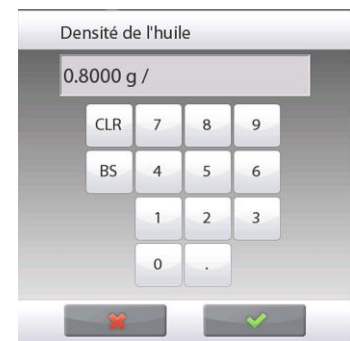 Densité de l'huile
0.8000 g /
CLR 7 8 9
BS 4 5 6
1 2 3
0 .